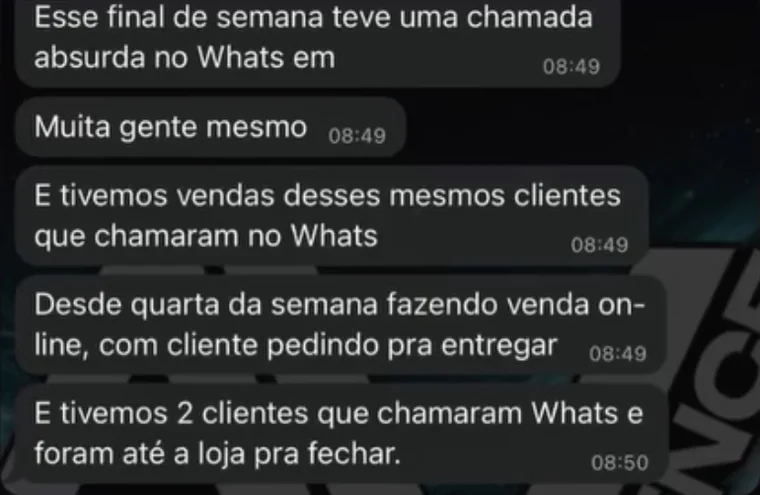 Esse final de semana teve uma chamada
absurda no Whats em
08:49
Muita gente mesmo 08:49
E tivemos vendas desses mesmos clientes
que chamaram no Whats
08:49
Desde quarta da semana fazendo venda on-
line, com cliente pedindo pra entregar 08:49
E tivemos 2 clientes que chamaram Whats e
foram até a loja pra fechar.
08:50